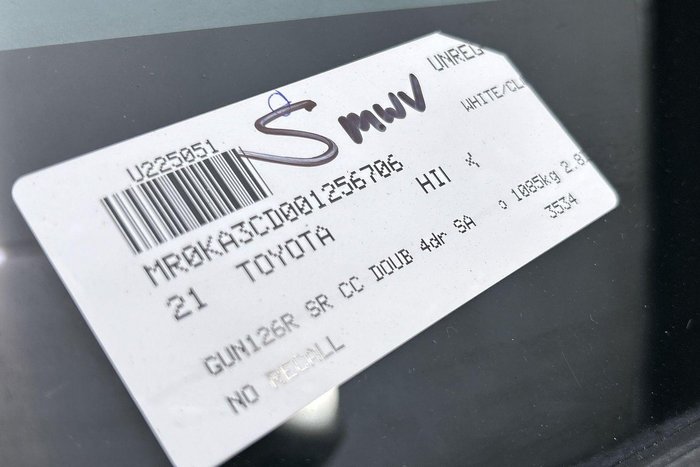 UNREG
S MWV
WHITE/CL
U225051
MR0KA3CD001256706
21 TOYOTA HI
GUN126R SR CC DOUB 4dr SA 1085kg 2.8
3534
NO RECALL